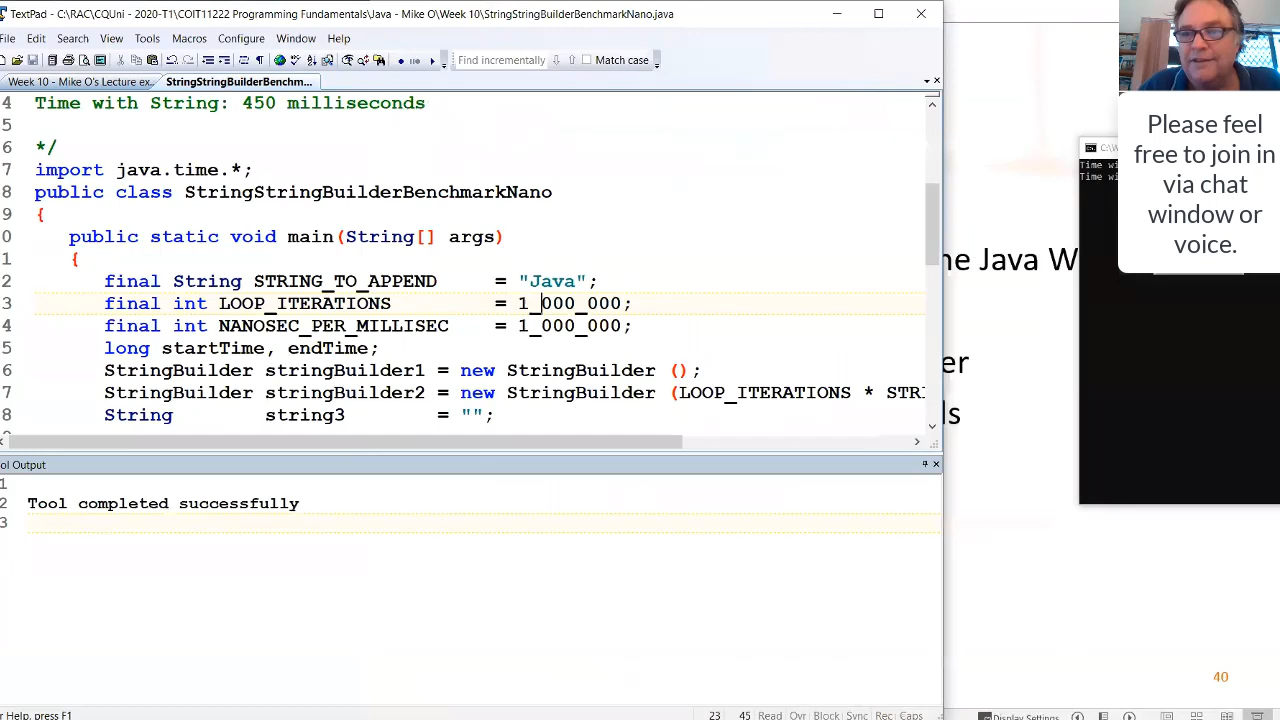 TextPad - C:\RAC\CQUni - 2020-T1\COIT11222 Programming Fundamentals\Java - Mike O\Week 10\StringStringBuilderBenchmarkNano.java
File Edit Search View Tools Macros Configure Window Help
Find incrementally Match case
Week 10 - Mike O's Lecture ex... StringStringBuilderBenchm...
4 Time with String: 450 milliseconds
5
6 */
7 import java.time.*;
8 public class StringStringBuilderBenchmarkNano
9 {
0 public static void main(String[] args)
1 {
2 final String STRING_TO_APPEND = "Java";
3 final int LOOP_ITERATIONS = 1_000_000;
4 final int NANOSEC_PER_MILLISEC = 1_000_000;
5 long startTime, endTime;
6 StringBuilder stringBuilder1 = new StringBuilder ();
7 StringBuilder stringBuilder2 = new StringBuilder (LOOP_ITERATIONS * STRI
8 String string3 = "";
ol Output
1
2 Tool completed successfully
3
r Help, press F1
23 45 Read Ovr Block Sync Rec Caps
Please feel
free to join in
via chat
window or
voice.
C:\W
Time wi
Time wi
ne Java W
er
ls
40
Display Settings